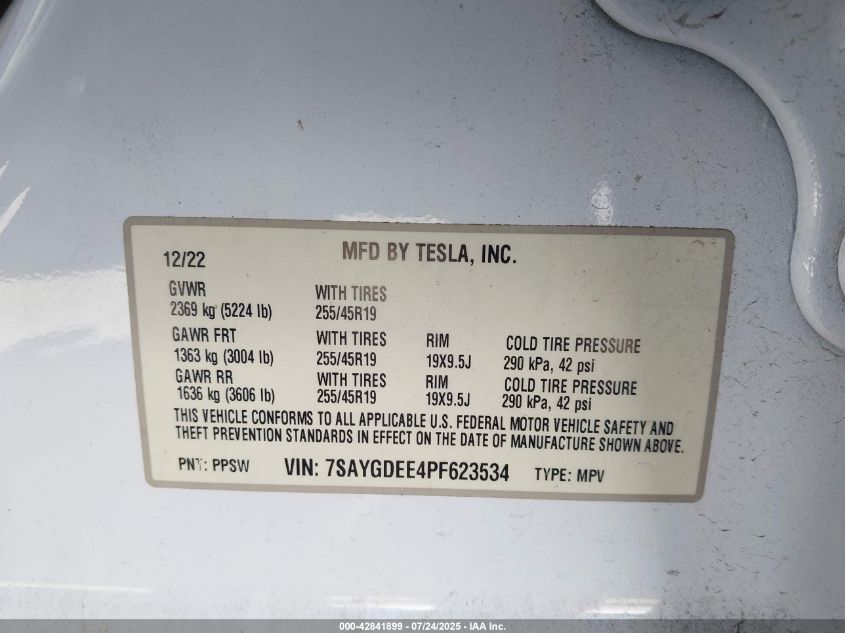 12/22 MFD BY TESLA, INC.
GVWR WITH TIRES
2369 kg (5224 lb) 255/45R19
GAWR FRT WITH TIRES RIM COLD TIRE PRESSURE
1363 kg (3004 lb) 255/45R19 19X9.5J 290 kPa, 42 psi
GAWR RR WITH TIRES RIM COLD TIRE PRESSURE
1636 kg (3606 lb) 255/45R19 19X9.5J 290 kPa, 42 psi
THIS VEHICLE CONFORMS TO ALL APPLICABLE U.S. FEDERAL MOTOR VEHICLE SAFETY AND
THEFT PREVENTION STANDARDS IN EFFECT ON THE DATE OF MANUFACTURE SHOWN ABOVE.
PNT: PPSW VIN: 7SAYGDEE4PF623534 TYPE: MPV
000-42841899 - 07/24/2025 - IAA Inc.